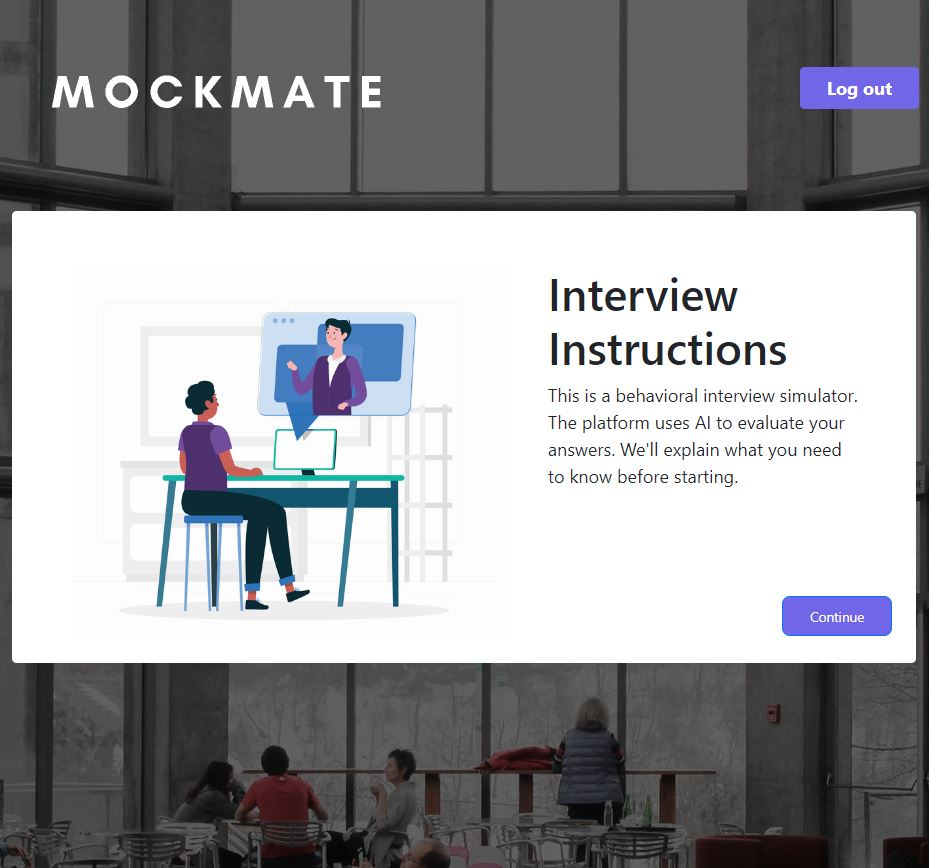 MOCKMATE
Log out
Interview
Instructions
This is a behavioral interview simulator.
The platform uses AI to evaluate your
answers. We'll explain what you need
to know before starting.
Continue